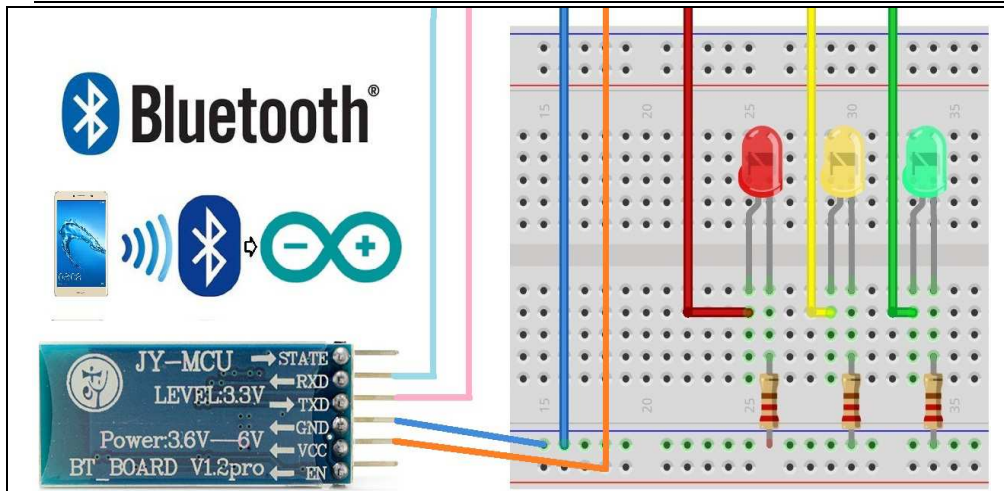 Bluetooth®
JY-MCU
STATE
RXD
LEVEL:3.3V
TXD
GND
Power:3.6V—6V
VCC
BT_BOARD V1.2pro
EN
15
20
25
30
35
15
20
25
30
35